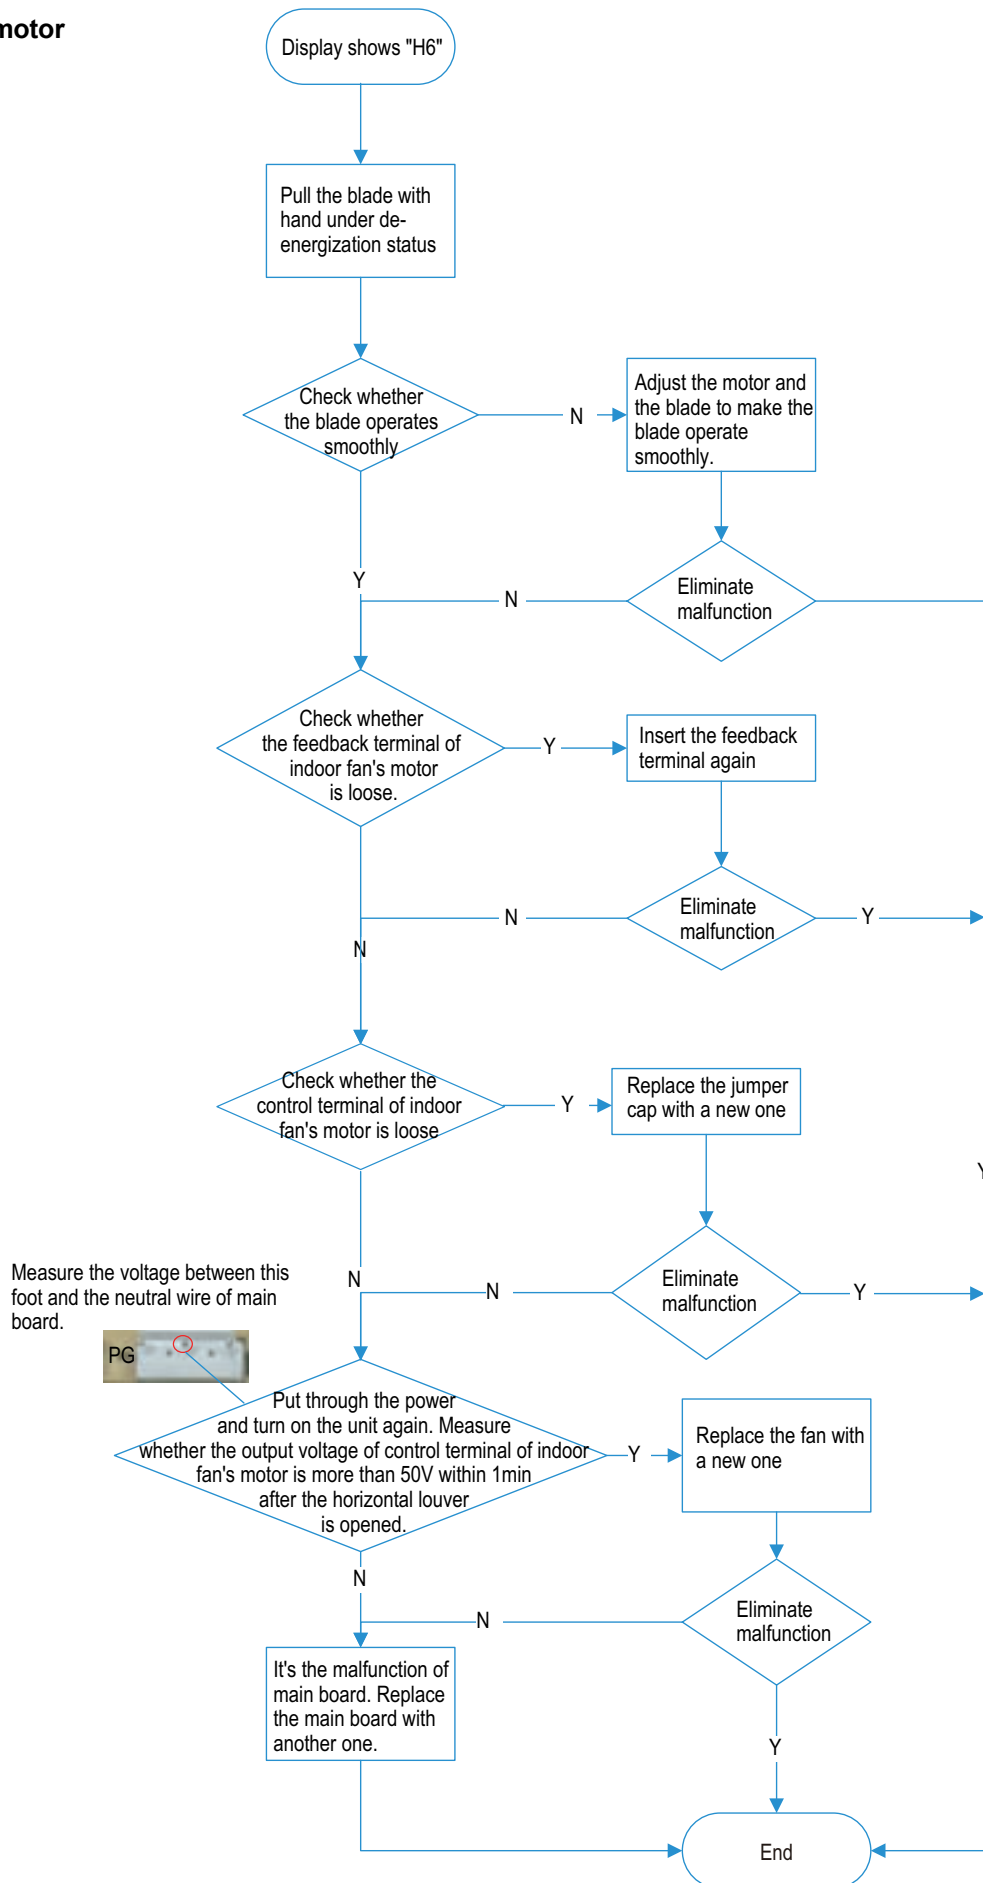 motor
Display shows "H6"
Pull the blade with
hand under de-
energization status
Check whether
the blade operates
smoothly
N
Adjust the motor and
the blade to make the
blade operate
smoothly.
Y
N
Eliminate
malfunction
Check whether
the feedback terminal of
indoor fan's motor
is loose.
Y
Insert the feedback
terminal again
N
Eliminate
malfunction
Y
N
Check whether the
control terminal of indoor
fan's motor is loose
Y
Replace the jumper
cap with a new one
Y
N
N
Eliminate
malfunction
Y
Measure the voltage between this
foot and the neutral wire of main
board.
PG
Put through the power
and turn on the unit again. Measure
whether the output voltage of control terminal of indoor
fan's motor is more than 50V within 1min
after the horizontal louver
is opened.
Y
Replace the fan with
a new one
N
N
Eliminate
malfunction
It's the malfunction of
main board. Replace
the main board with
another one.
Y
End